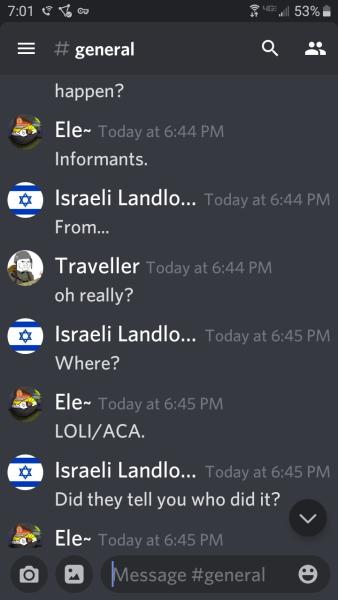 7:01 53%
# general
happen?
Ele~ Today at 6:44 PM
Informants.
Israeli Landlo... Today at 6:44 PM
From...
Traveller Today at 6:44 PM
oh really?
Israeli Landlo... Today at 6:45 PM
Where?
Ele~ Today at 6:45 PM
LOLI/ACA.
Israeli Landlo... Today at 6:45 PM
Did they tell you who did it?
Ele~ Today at 6:45 PM
Message #general